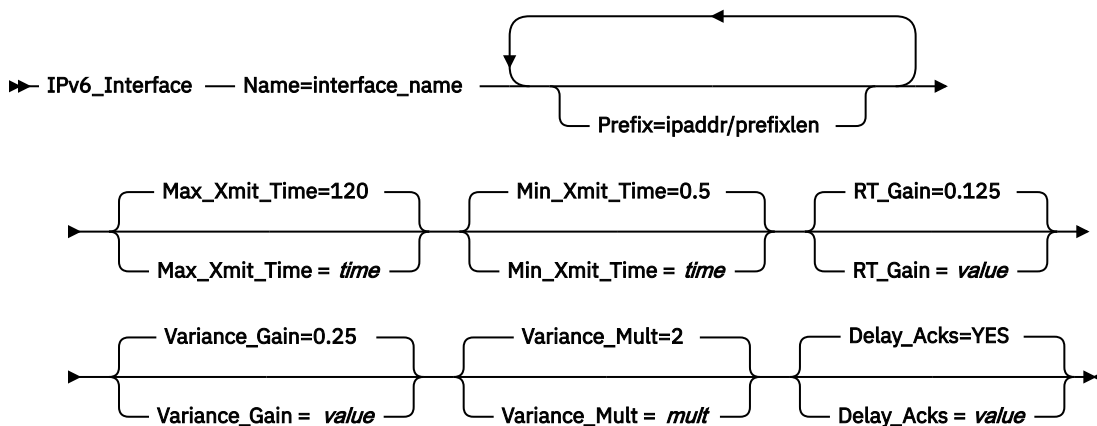 IPv6_Interface Name=interface_name
Prefix=ipaddr/prefixlen
Max_Xmit_Time=120 Min_Xmit_Time=0.5 RT_Gain=0.125
Max_Xmit_Time = time Min_Xmit_Time = time RT_Gain = value
Variance_Gain=0.25 Variance_Mult=2 Delay_Acks=YES
Variance_Gain = value Variance_Mult = mult Delay_Acks = value